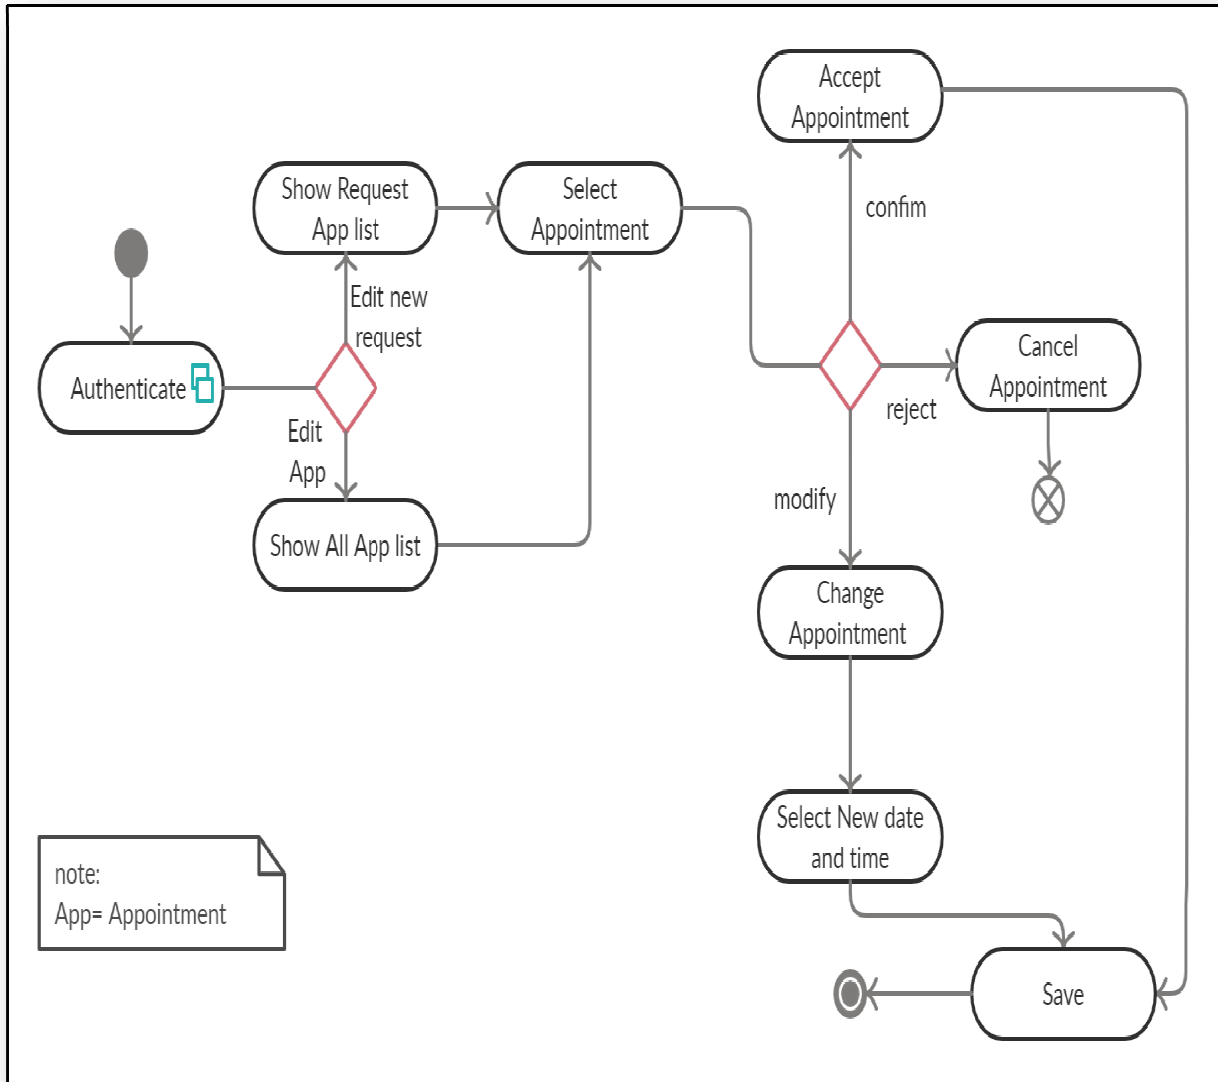 Accept
Appointment
Show Request
App list
Select
Appointment
confim
Edit new
request
Authenticate
Cancel
Appointment
reject
Edit
App
modify
Show All App list
Change
Appointment
Select New date
and time
note:
App= Appointment
Save